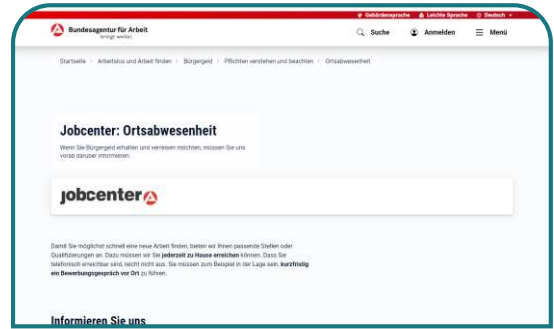 Gebärdensprache Leichte Sprache Deutsch
Bundesagentur für Arbeit
bringt weiter
Suche Anmelden Menü
Startseite › Arbeitslos und Arbeit finden › Bürgergeld › Pflichten verstehen und beachten › Ortsabwesenheit
Jobcenter: Ortsabwesenheit
Wenn Sie Bürgergeld erhalten und verreisen möchten, müssen Sie uns
vorab darüber informieren.
jobcenter
Damit Sie möglichst schnell eine neue Arbeit finden, bieten wir Ihnen passende Stellen oder
Qualifizierungen an. Dazu müssen wir Sie jederzeit zu Hause erreichen können. Dass Sie
telefonisch erreichbar sind, reicht nicht aus. Sie müssen zum Beispiel in der Lage sein, kurzfristig
ein Bewerbungsgespräch vor Ort zu führen.
Informieren Sie uns